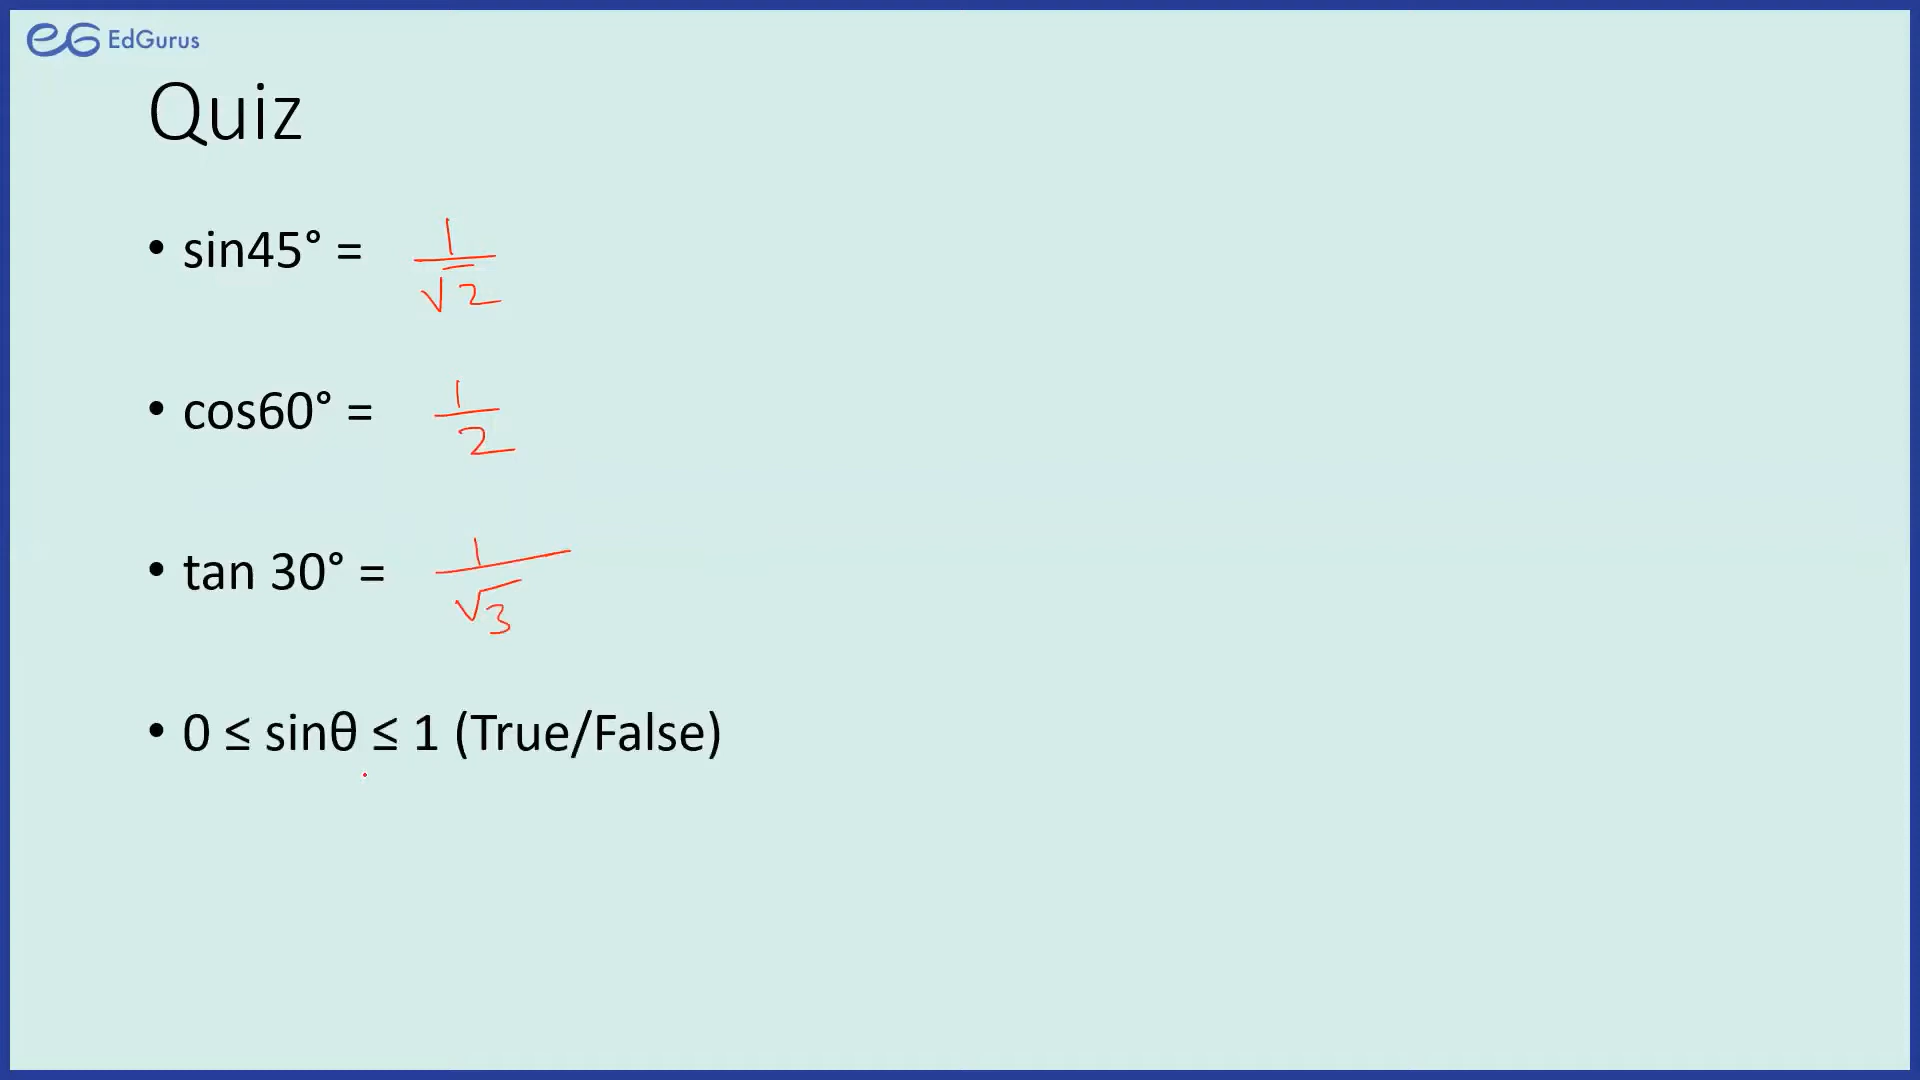 EdGurus
Quiz
• sin45° = 1/√2
• cos60° = 1/2
• tan 30° = 1/√3
• 0 ≤ sinθ ≤ 1 (True/False)